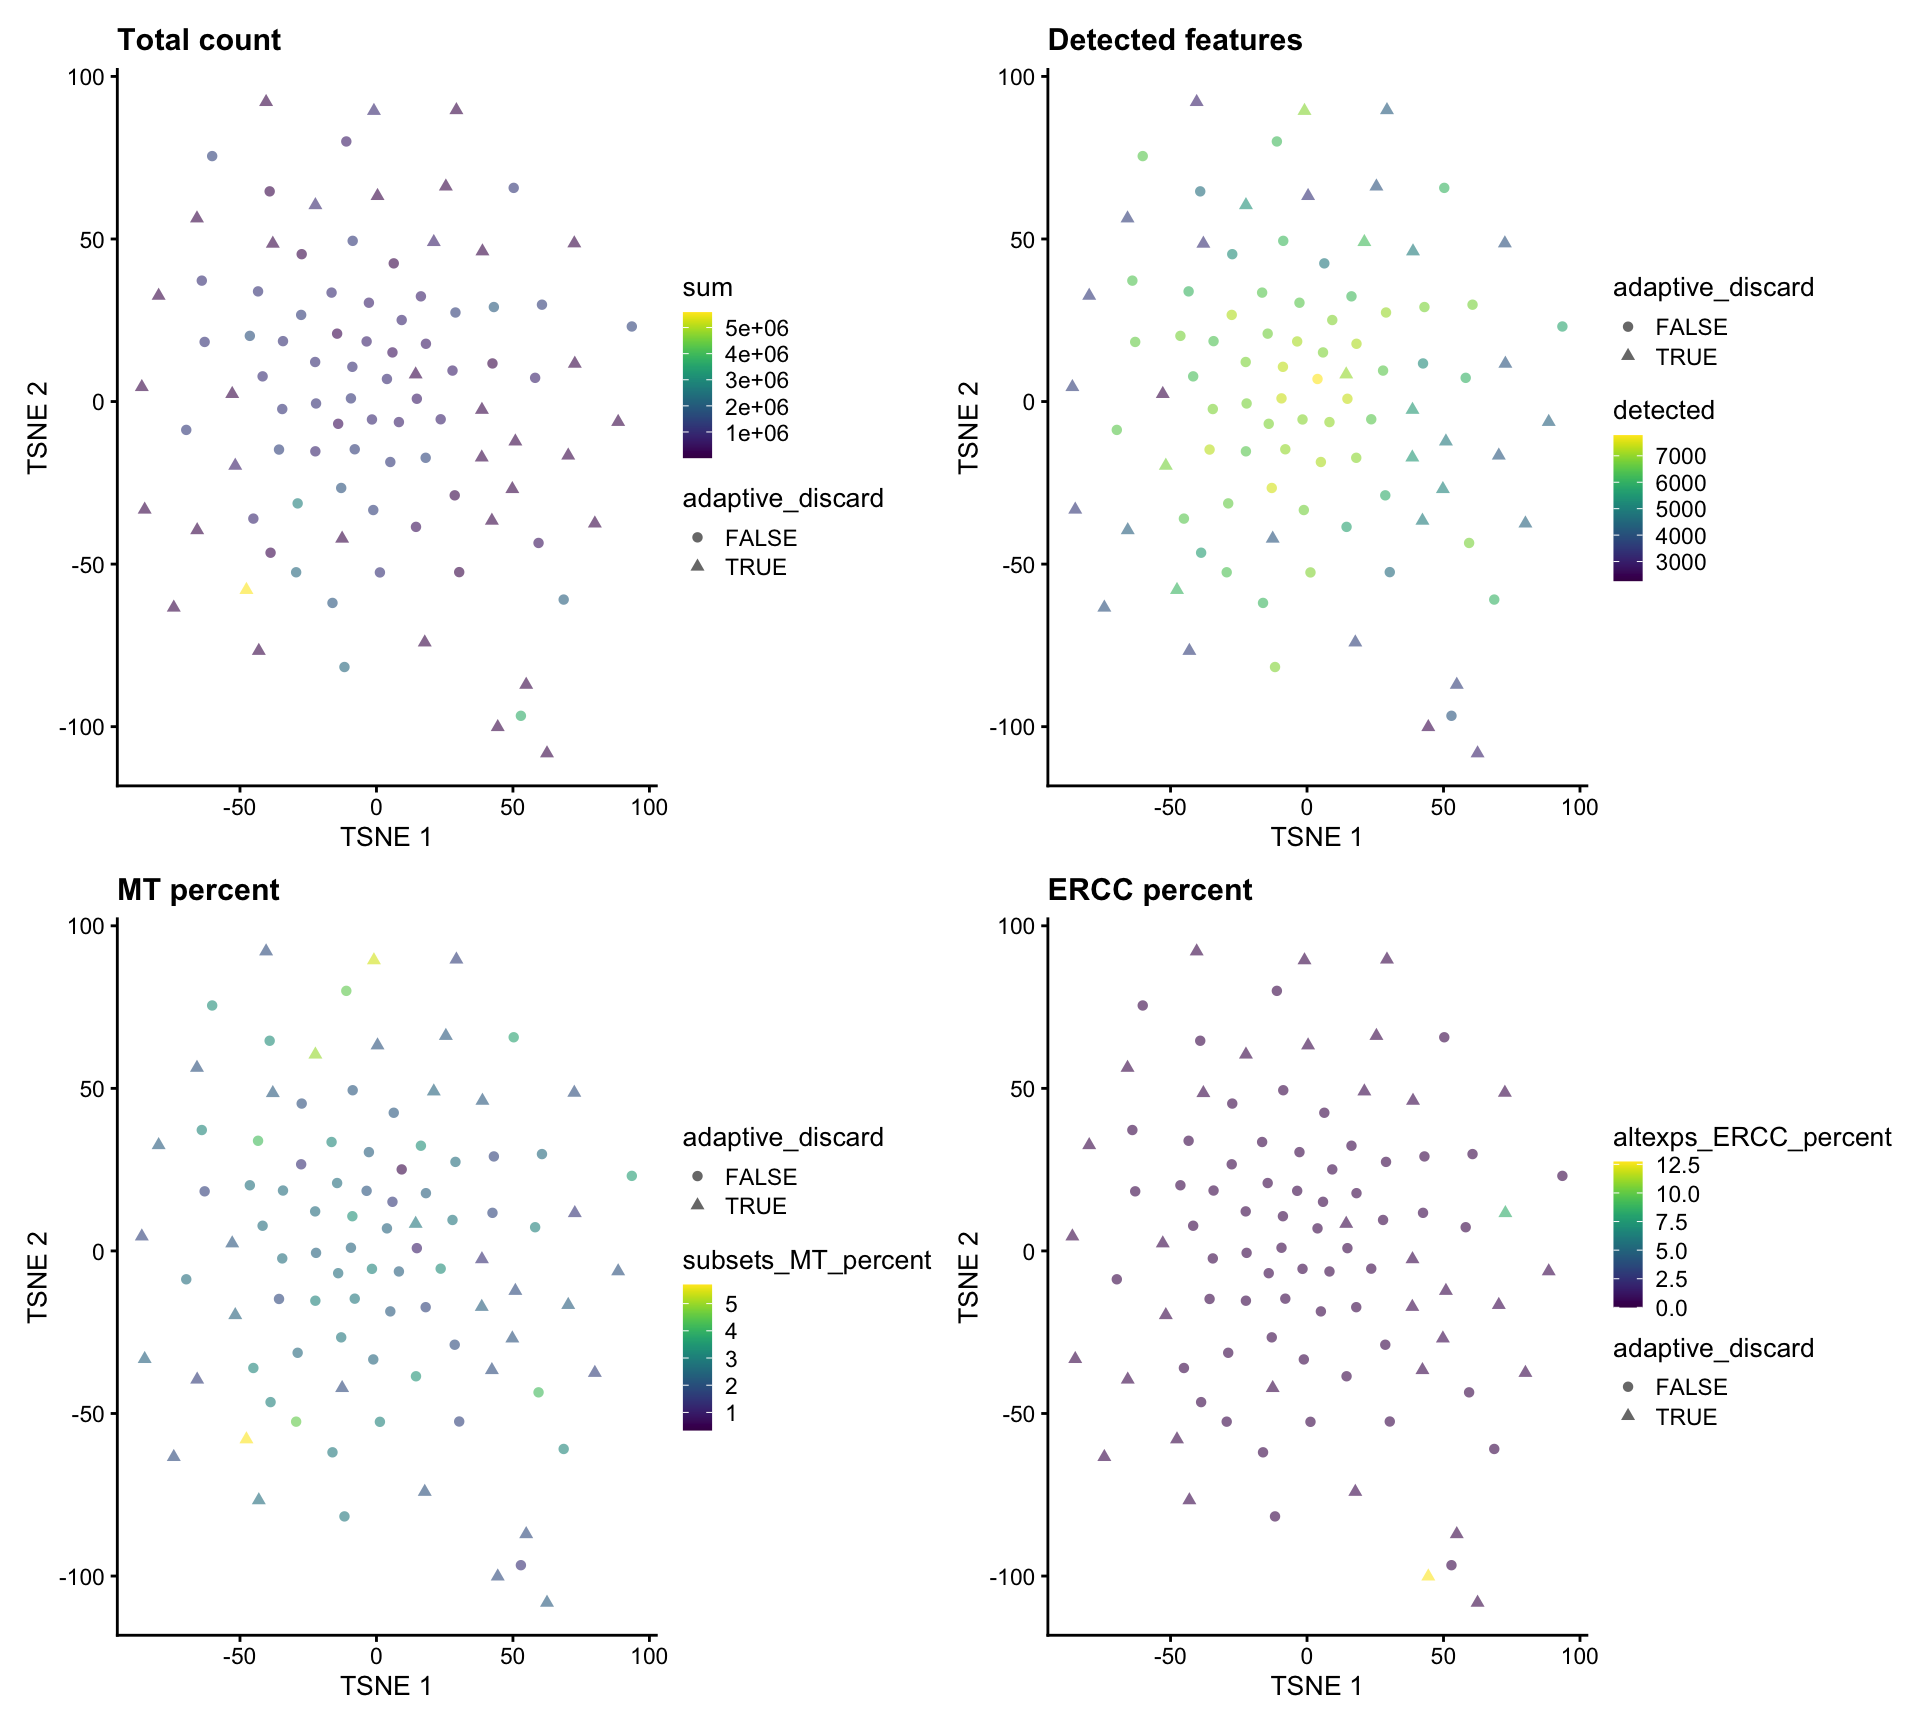 Total count
100
50
0
-50
-100
TSNE 2
-50
0
50
100
TSNE 1
sum
5e+06
4e+06
3e+06
2e+06
1e+06
adaptive_discard
FALSE
TRUE
Detected features
100
50
0
-50
-100
TSNE 2
-50
0
50
100
TSNE 1
adaptive_discard
FALSE
TRUE
detected
7000
6000
5000
4000
3000
MT percent
100
50
0
-50
-100
TSNE 2
-50
0
50
100
TSNE 1
adaptive_discard
FALSE
TRUE
subsets_MT_percent
5
4
3
2
1
ERCC percent
100
50
0
-50
-100
TSNE 2
-50
0
50
100
TSNE 1
altexps_ERCC_percent
12.5
10.0
7.5
5.0
2.5
0.0
adaptive_discard
FALSE
TRUE